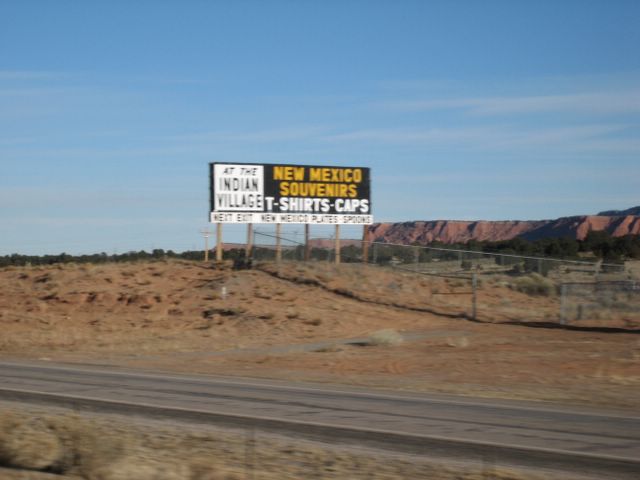 AT THE
INDIAN
VILLAGE
NEW MEXICO
SOUVENIRS
T-SHIRTS-CAPS
NEXT EXIT NEW MEXICO PLATES SPOONS